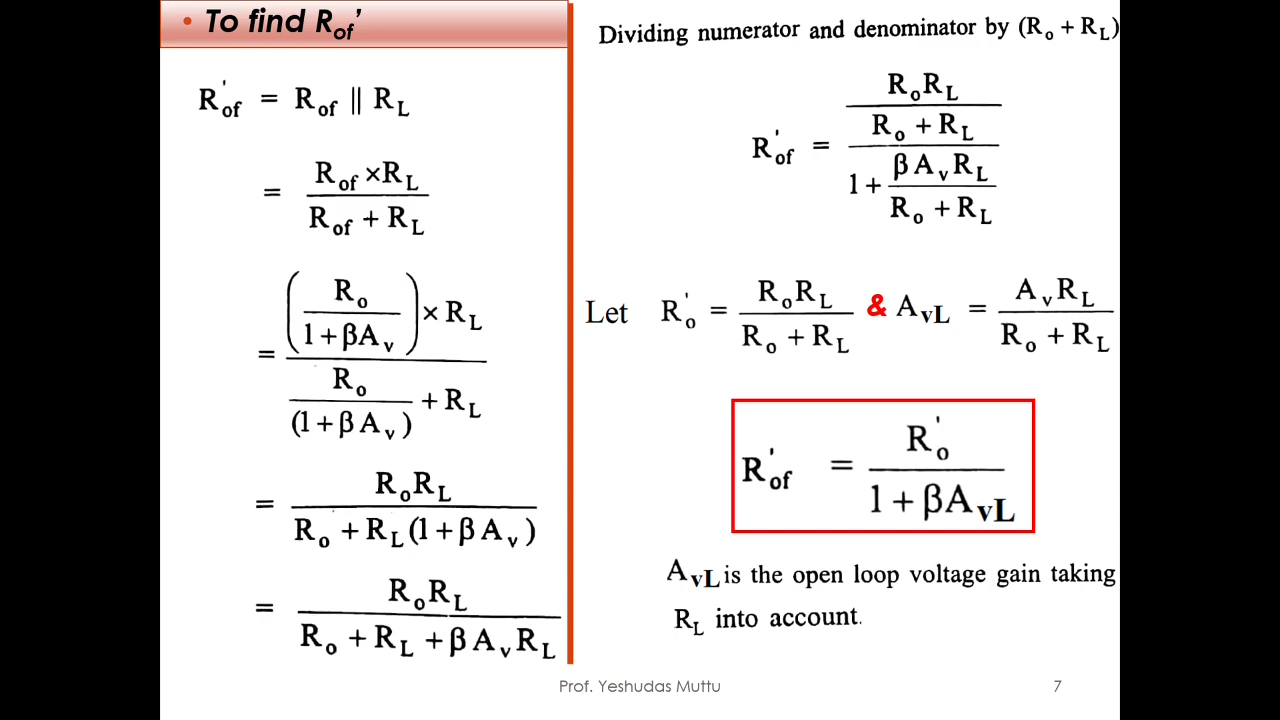 • To find Rof’
R'of = Rof || RL
= Rof ×RL / Rof + RL
= (Ro / 1+βAv) × RL / Ro / (1+βAv) + RL
= RoRL / Ro + RL(1+βAv)
= RoRL / Ro + RL +βAvRL
Dividing numerator and denominator by (Ro + RL)
R'of = RoRL / Ro + RL / 1+ βAvRL / Ro + RL
Let R'o = RoRL / Ro + RL & AvL = AvRL / Ro + RL
R'of = R'o / 1+ βAvL
AvL is the open loop voltage gain taking
RL into account.
Prof. Yeshudas Muttu 7